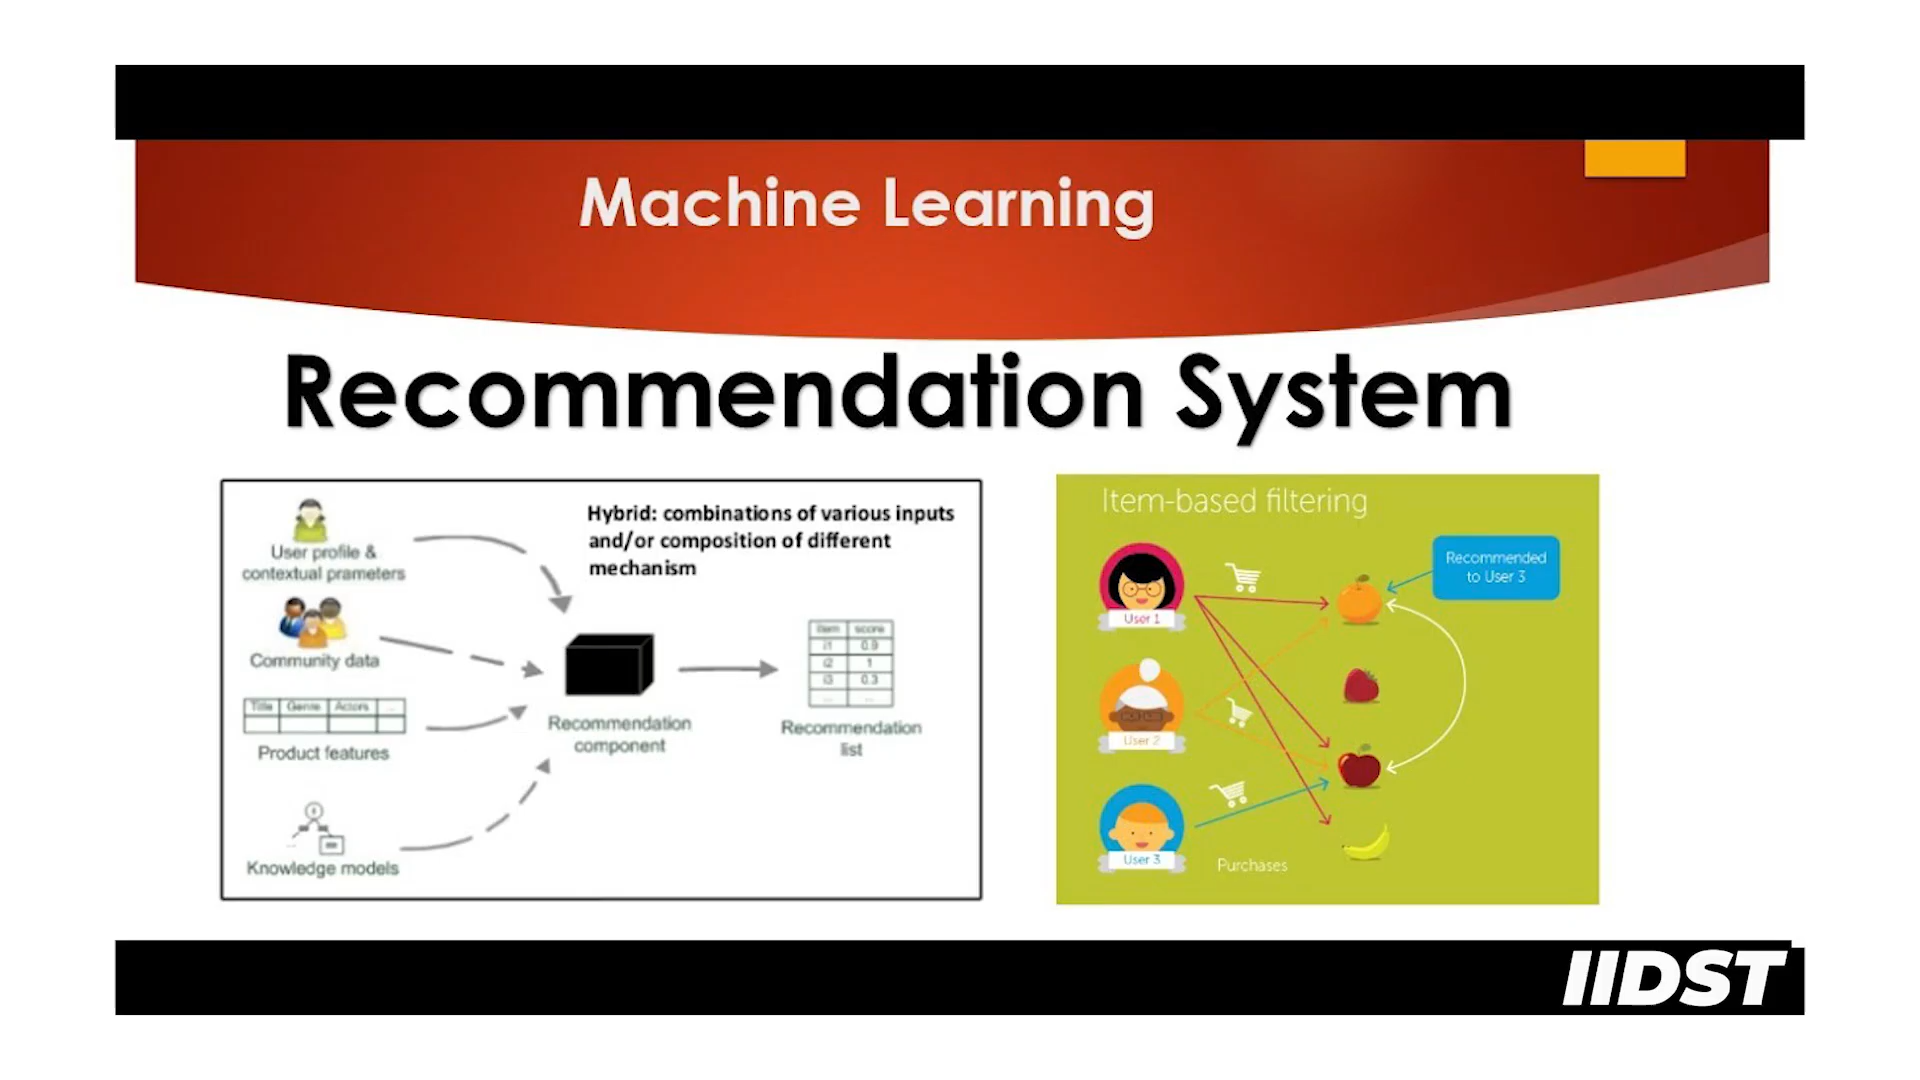 Machine Learning
Recommendation System
Hybrid: combinations of various inputs
and/or composition of different
mechanism
User profile &
contextual prameters
Community data
Title Genre Actors ...
Product features
Knowledge models
Recommendation
component
item score
i1 0.9
i2 1
i3 0.3
... ...
Recommendation
list
Item-based filtering
Recommended
to User 3
User 1
User 2
User 3
Purchases
IIDST